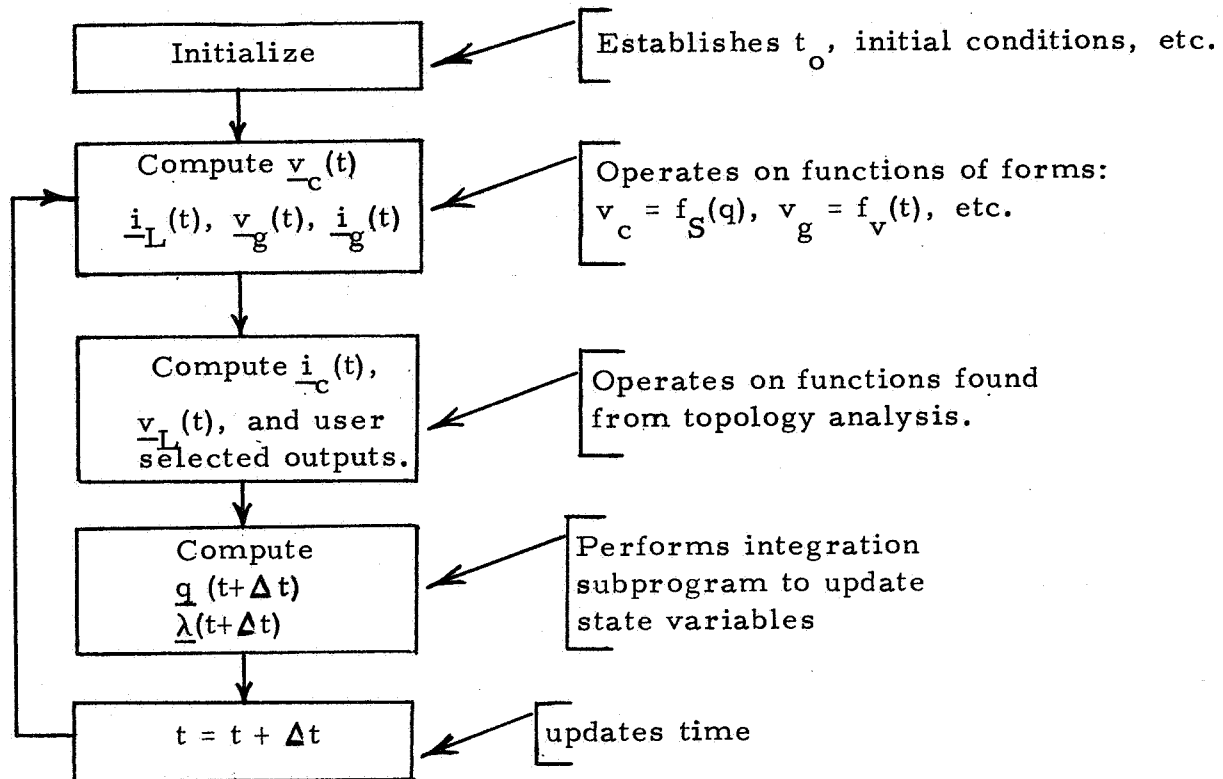 Initialize
Establishes t_o, initial conditions, etc.
Compute v_c(t)
i_L(t), v_g(t), i_g(t)
Operates on functions of forms:
v_c = f_S(q), v_g = f_v(t), etc.
Compute i_c(t),
v_L(t), and user
selected outputs.
Operates on functions found
from topology analysis.
Compute
q (t+Δt)
λ(t+Δt)
Performs integration
subprogram to update
state variables
t = t + Δt
updates time